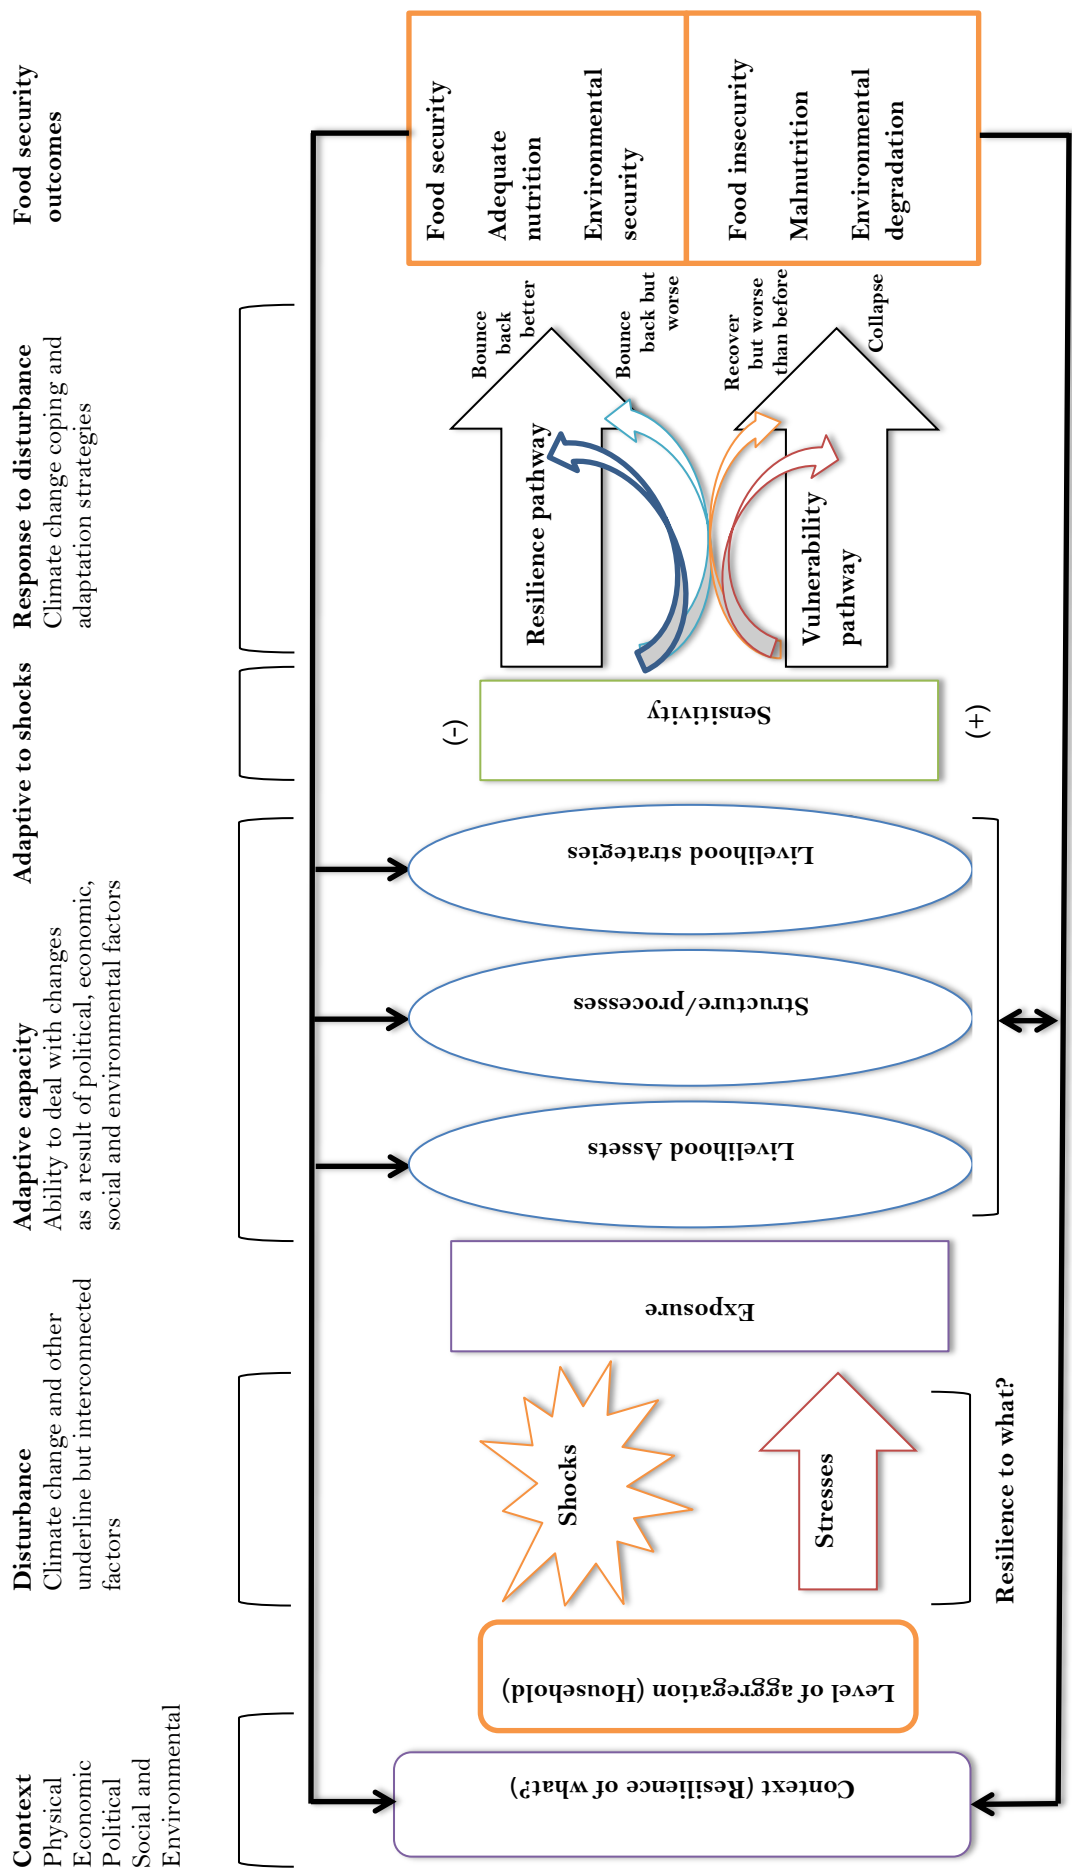 Context
Physical
Economic
Political
Social and
Environmental
Disturbance
Climate change and other
underline but interconnected
factors
Adaptive capacity
Ability to deal with changes
as a result of political, economic,
social and environmental factors
Adaptive to shocks
Response to disturbance
Climate change coping and
adaptation strategies
Food security
outcomes
Context (Resilience of what?)
Level of aggregation (Household)
Shocks
Stresses
Resilience to what?
Exposure
Livelihood Assets
Structure/processes
Livelihood strategies
(-)
Sensitivity
(+)
Resilience pathway
Vulnerability
pathway
Bounce
back
better
Bounce
back but
worse
Recover
but worse
than before
Collapse
Food security
Adequate
nutrition
Environmental
security
Food insecurity
Malnutrition
Environmental
degradation